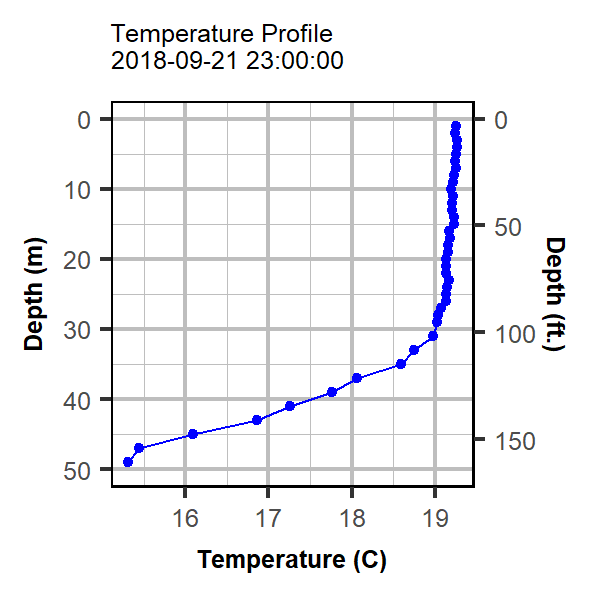 Temperature Profile
2018-09-21 23:00:00
0
10
20
30
40
50
Depth (m)
0
50
100
150
Depth (ft.)
16 17 18 19
Temperature (C)